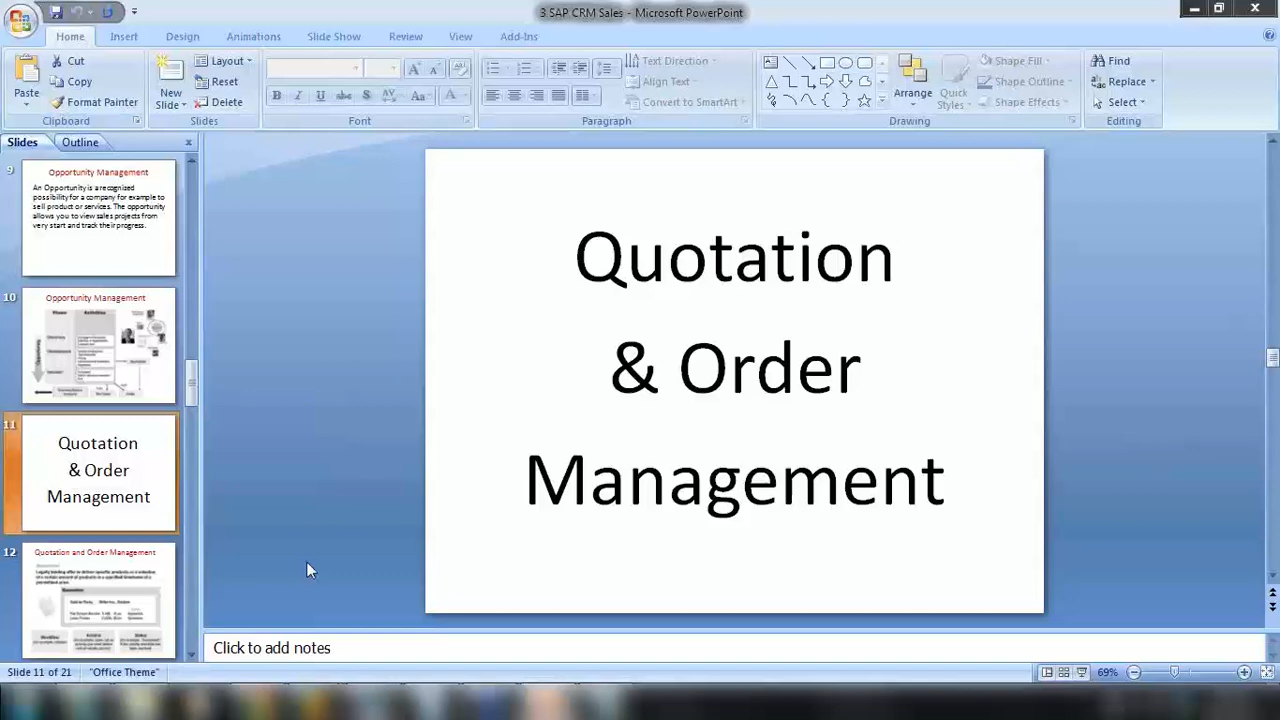 3 SAP CRM Sales - Microsoft PowerPoint
Home Insert Design Animations Slide Show Review View Add-Ins
Paste
Cut
Copy
Format Painter
Clipboard
New
Slide
Layout
Reset
Delete
Slides
B I U abc S AV Aa A
Font
Text Direction
Align Text
Convert to SmartArt
Paragraph
Arrange
Quick
Styles
Shape Fill
Shape Outline
Shape Effects
Drawing
Find
Replace
Select
Editing
Slides Outline
9
Opportunity Management
An Opportunity is a recognized
possibility for a company for example to
sell product or services. The opportunity
allows you to view sales projects from
very start and track their progress.
10
Opportunity Management
Activities
11
Quotation
& Order
Management
12
Quotation and Order Management
Quotation
& Order
Management
Click to add notes
Slide 11 of 21 "Office Theme" 69%